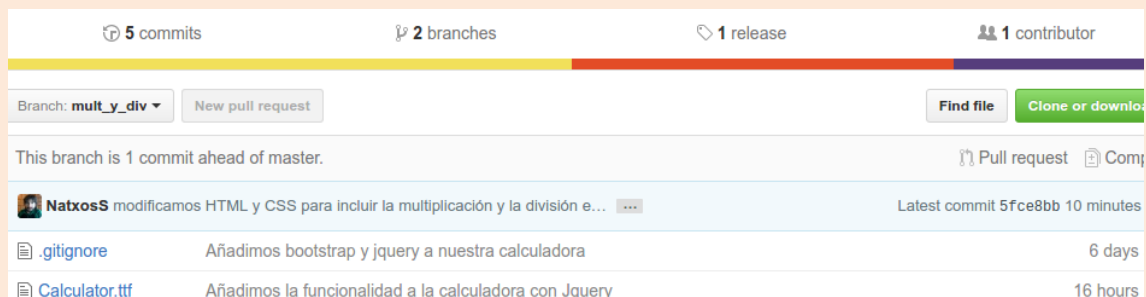 5 commits 2 branches 1 release 1 contributor
Branch: mult_y_div New pull request Find file Clone or downloa
This branch is 1 commit ahead of master. Pull request Comp
NatxosS modificamos HTML y CSS para incluir la multiplicación y la división e… ... Latest commit 5fce8bb 10 minutes
.gitignore Añadimos bootstrap y jquery a nuestra calculadora 6 days
Calculator.ttf Añadimos la funcionalidad a la calculadora con Jquery 16 hours